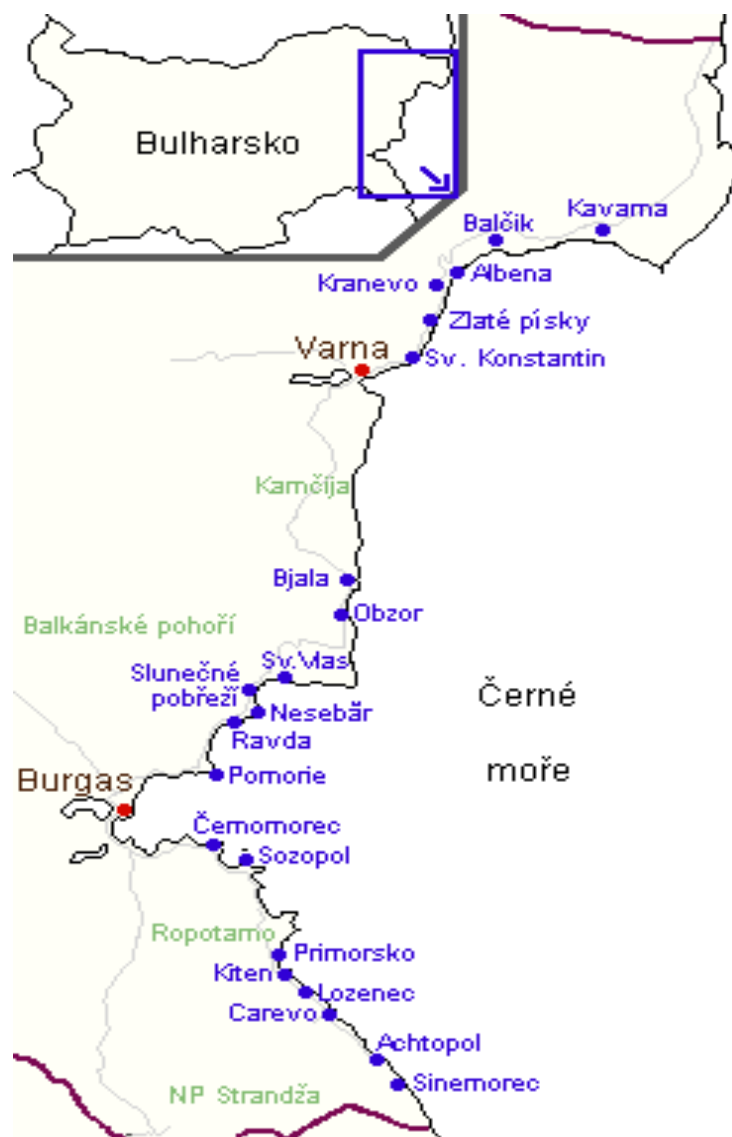 Bulharsko
Kavarna
Balčik
Albena
Kranevo
Zlaté písky
Varna
Sv. Konstantin
Kamčíja
Bjala
Obzor
Balkánské pohoří
Sv.Vlas
Slunečné
pobřeží
Nesebăr
Ravda
Černé
moře
Pomorie
Burgas
Černomorec
Sozopol
Ropotamo
Primorsko
Kiten
Lozenec
Carevo
Achtopol
Sinemorec
NP Strandža